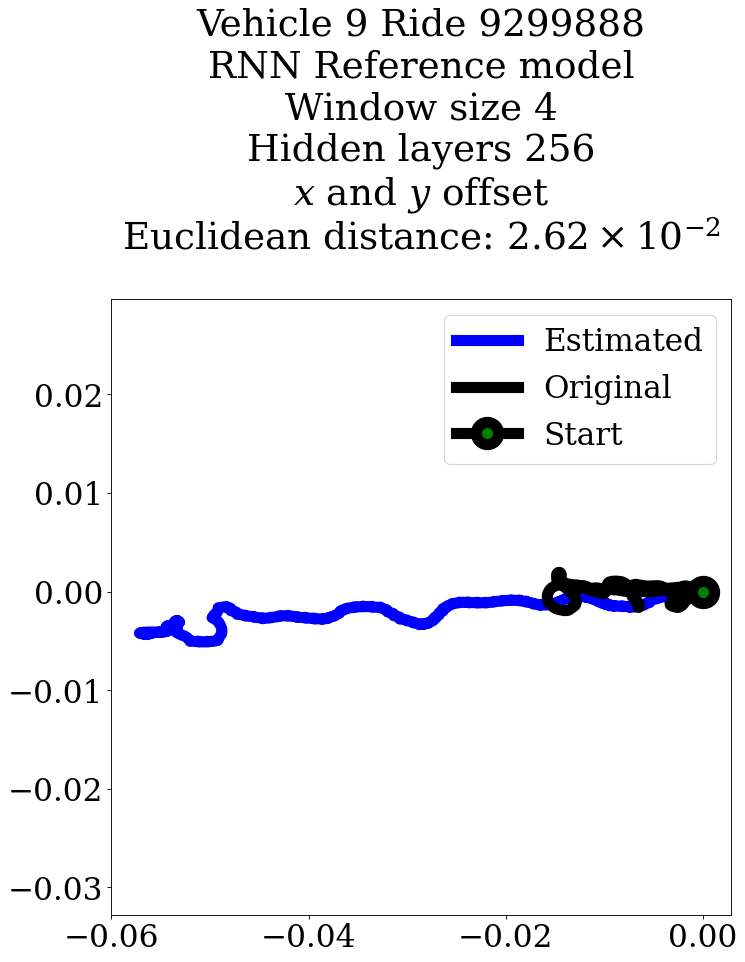 Vehicle 9 Ride 9299888
RNN Reference model
Window size 4
Hidden layers 256
x and y offset
Euclidean distance: 2.62 × 10⁻²
Estimated
Original
Start
0.02
0.01
0.00
−0.01
−0.02
−0.03
−0.06
−0.04
−0.02
0.00